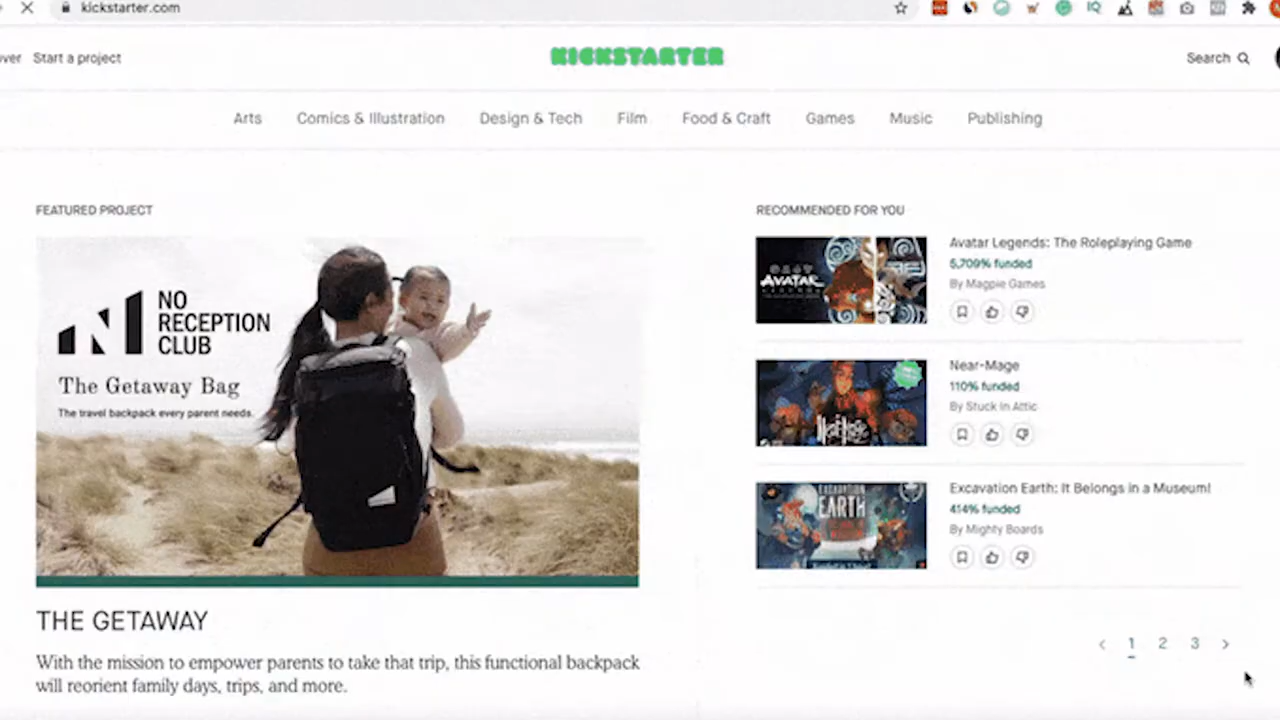 kickstarter.com
Start a project
KICKSTARTER
Search
Arts
Comics & Illustration
Design & Tech
Film
Food & Craft
Games
Music
Publishing
FEATURED PROJECT
NO
RECEPTION
CLUB
The Getaway Bag
The travel backpack every parent needs.
THE GETAWAY
With the mission to empower parents to take that trip, this functional backpack
will reorient family days, trips, and more.
RECOMMENDED FOR YOU
AVATAR
Avatar Legends: The Roleplaying Game
5,709% funded
By Magpie Games
Near-Mage
110% funded
By Stuck In Attic
EXCAVATION
EARTH
Excavation Earth: It Belongs in a Museum!
414% funded
By Mighty Boards
1 2 3